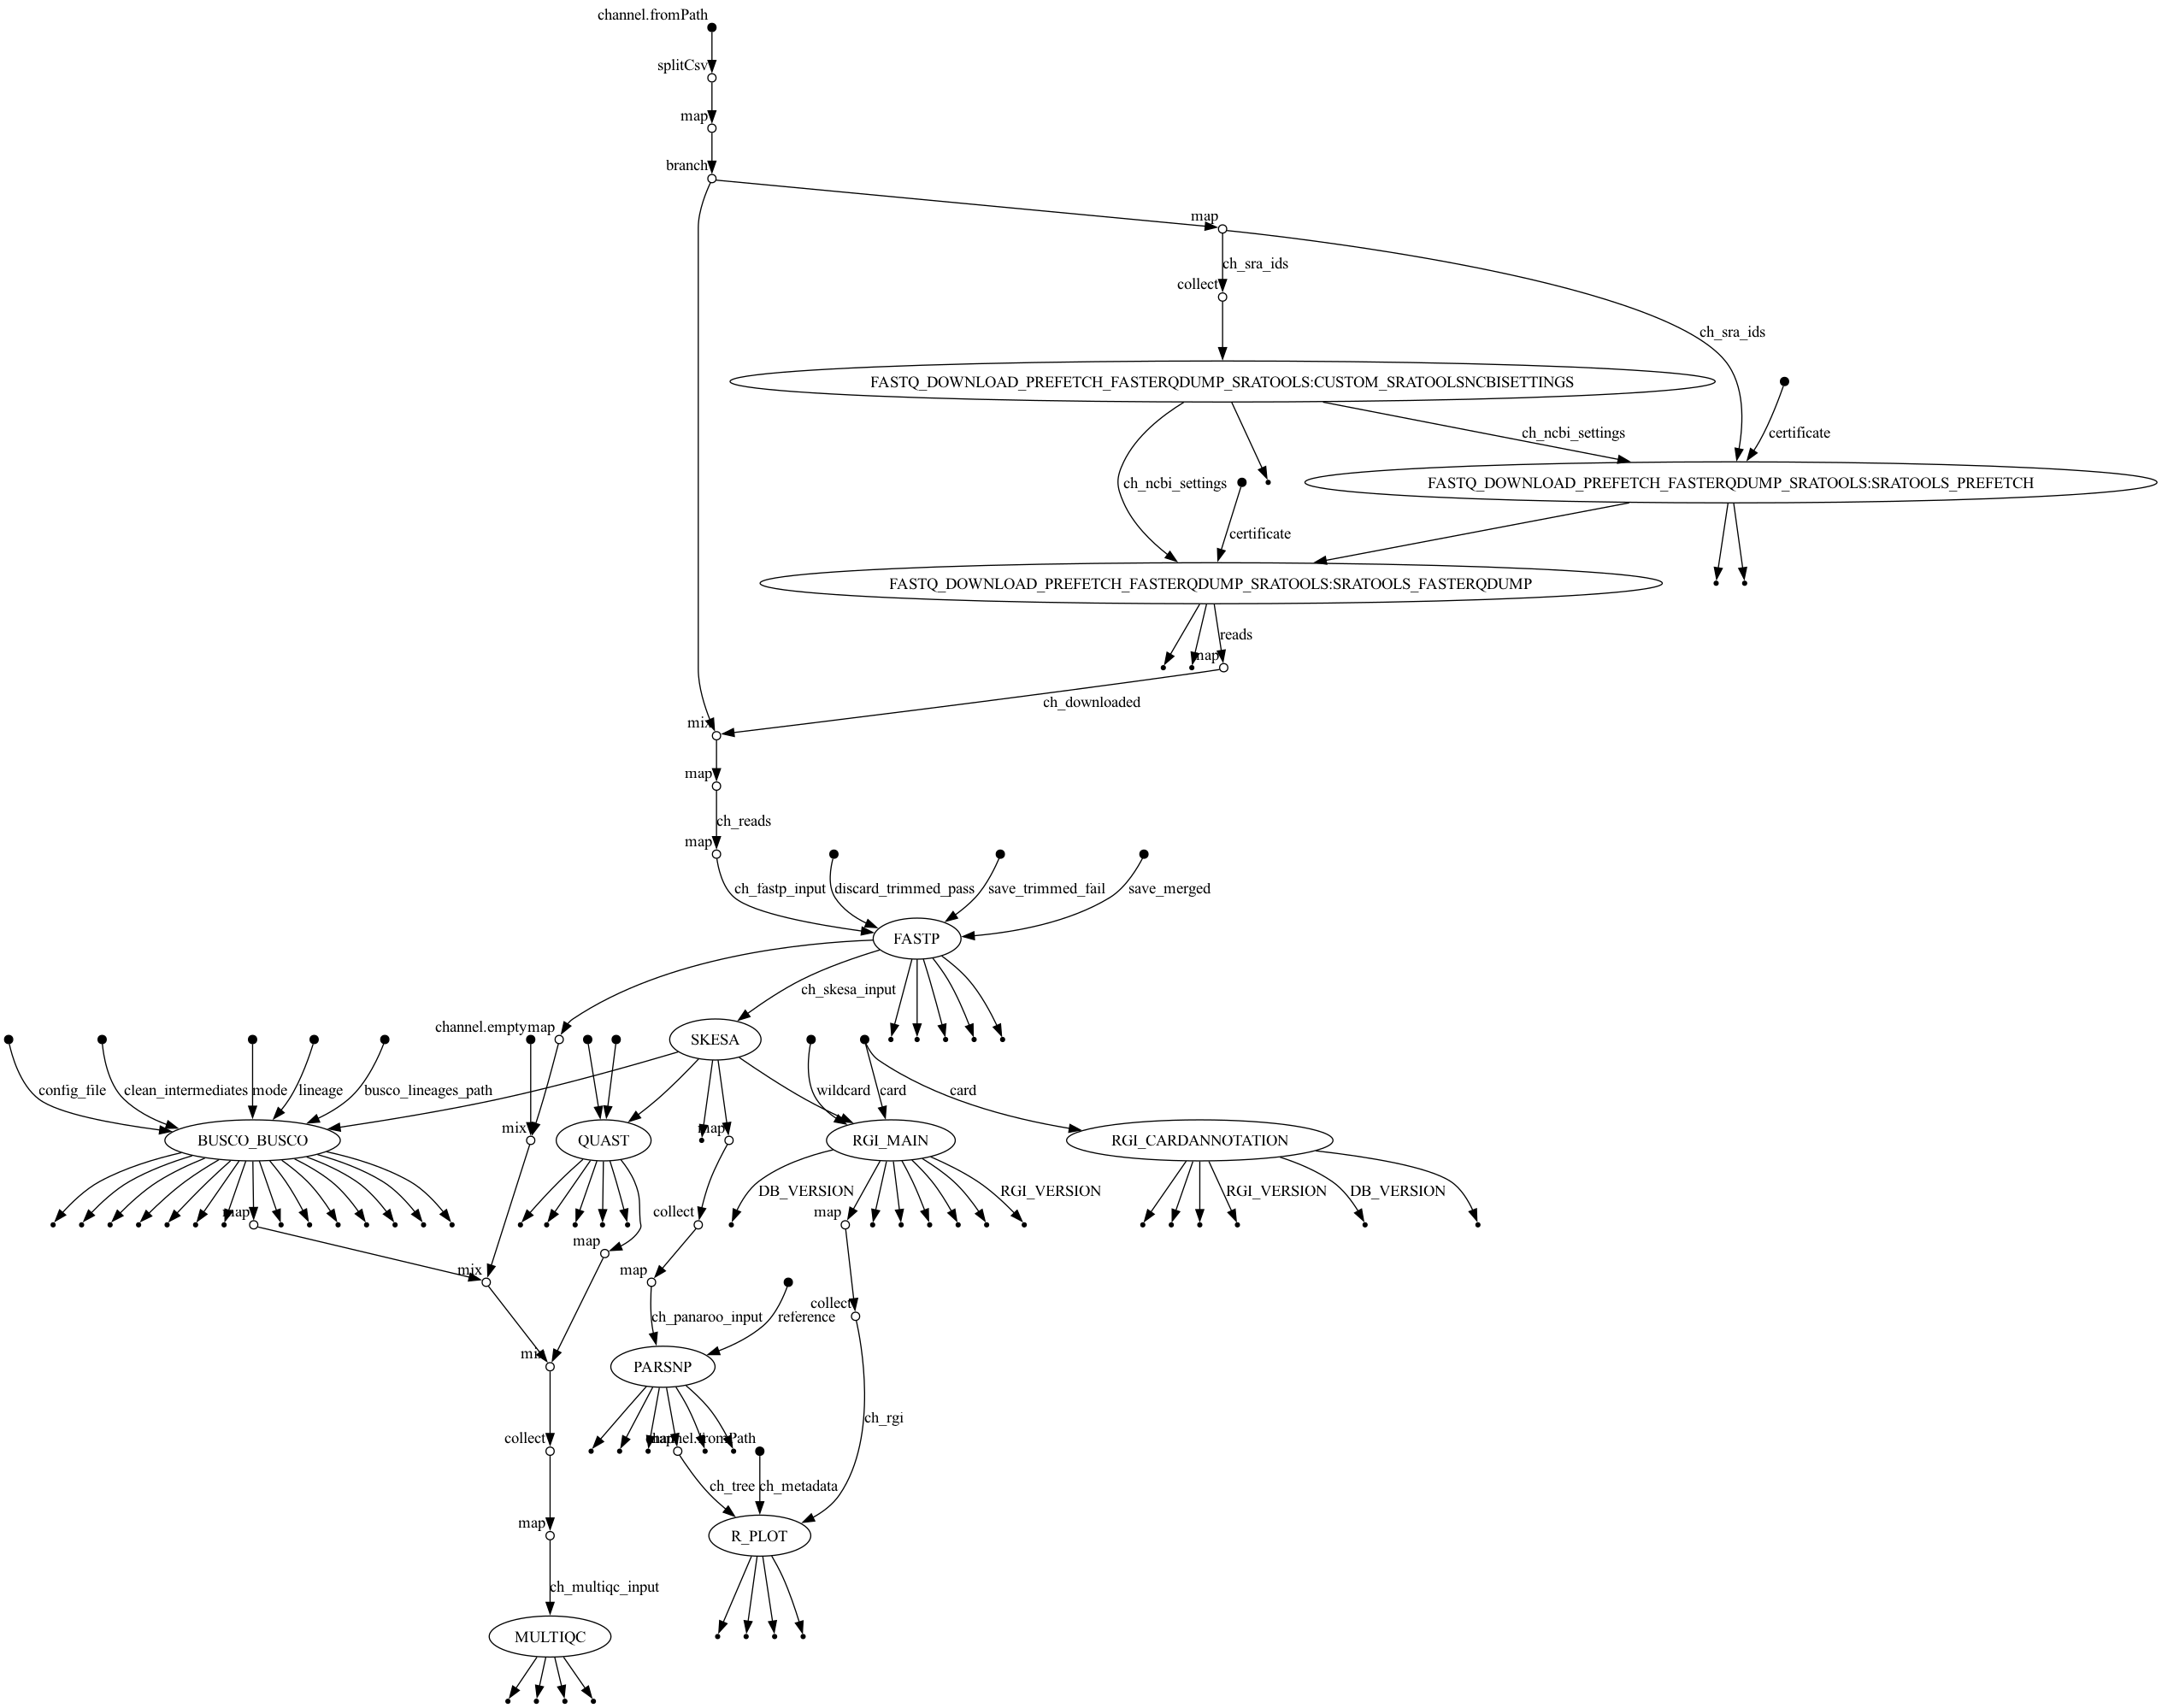 channel.fromPath
splitCsv
map
branch
map
ch_sra_ids
collect
ch_sra_ids
FASTQ_DOWNLOAD_PREFETCH_FASTERQDUMP_SRATOOLS:CUSTOM_SRATOOLSNCBISETTINGS
ch_ncbi_settings
certificate
ch_ncbi_settings
FASTQ_DOWNLOAD_PREFETCH_FASTERQDUMP_SRATOOLS:SRATOOLS_PREFETCH
certificate
FASTQ_DOWNLOAD_PREFETCH_FASTERQDUMP_SRATOOLS:SRATOOLS_FASTERQDUMP
reads
map
ch_downloaded
mix
map
ch_reads
map
ch_fastp_input
discard_trimmed_pass
save_trimmed_fail
save_merged
FASTP
ch_skesa_input
channel.empty
map
SKESA
config_file
clean_intermediates
mode
lineage
busco_lineages_path
wildcard
card
card
BUSCO_BUSCO
mix
QUAST
map
RGI_MAIN
RGI_CARDANNOTATION
DB_VERSION
RGI_VERSION
RGI_VERSION
DB_VERSION
map
collect
map
map
mix
map
collect
ch_panaroo_input
reference
mix
PARSNP
ch_rgi
collect
map
channel.fromPath
ch_tree
ch_metadata
map
R_PLOT
ch_multiqc_input
MULTIQC